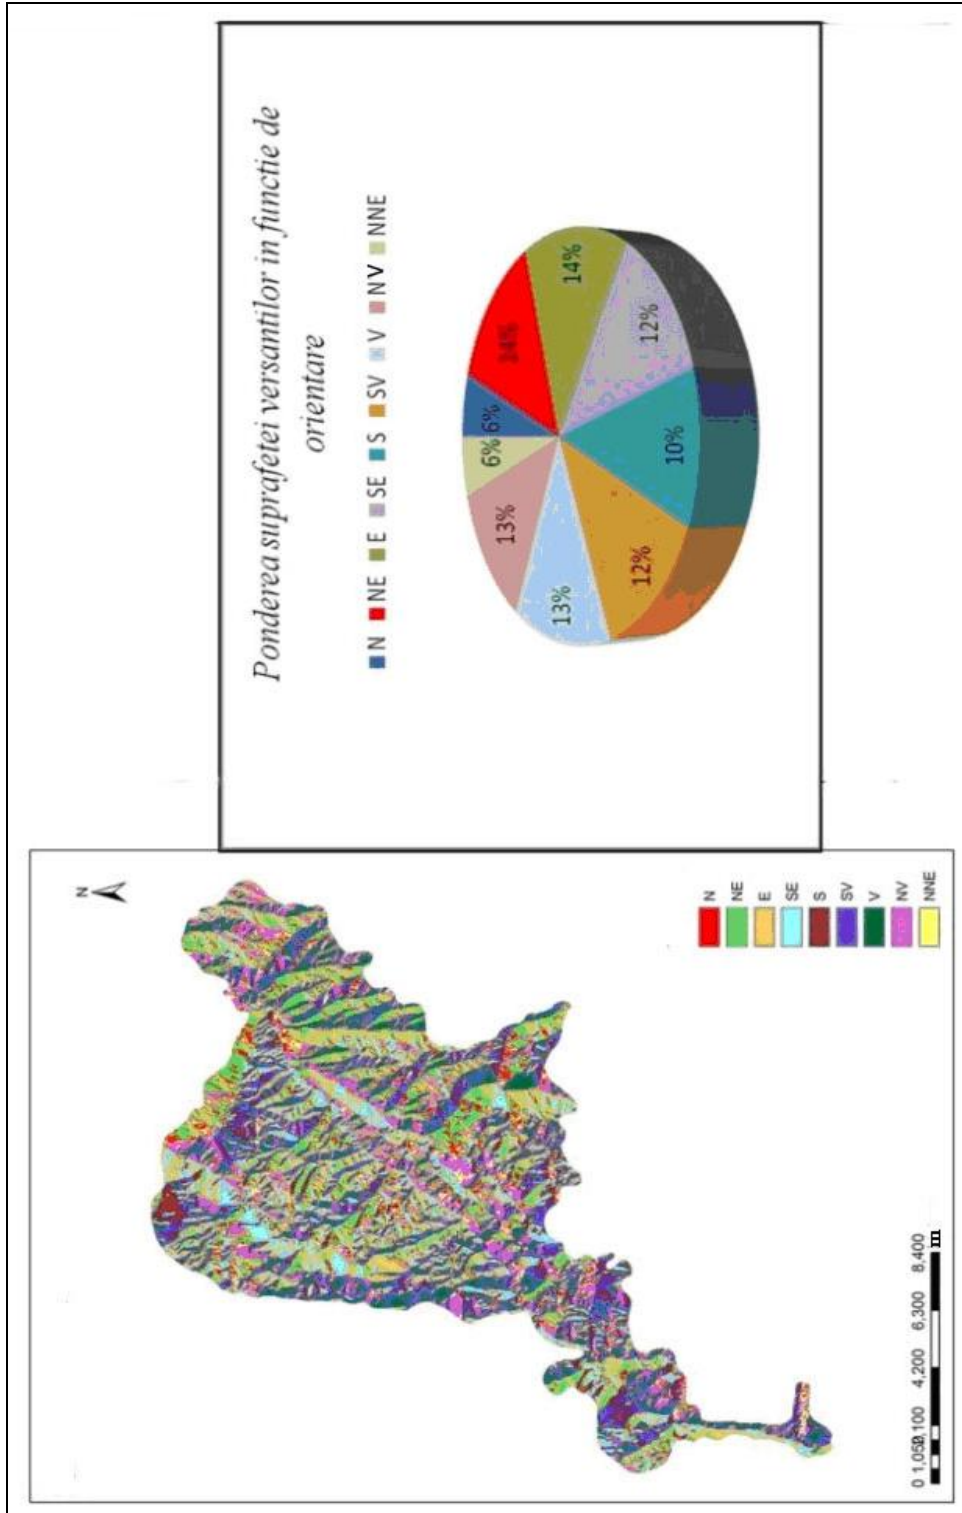 Ponderea suprafetei versantilor in functie de
orientare
N NE E SE S SV V NV NNE
6%
14%
14%
12%
10%
12%
13%
13%
6%
N
N
NE
E
SE
S
SV
V
NV
NNE
0 1,050 2,100 4,200 6,300 8,400
m